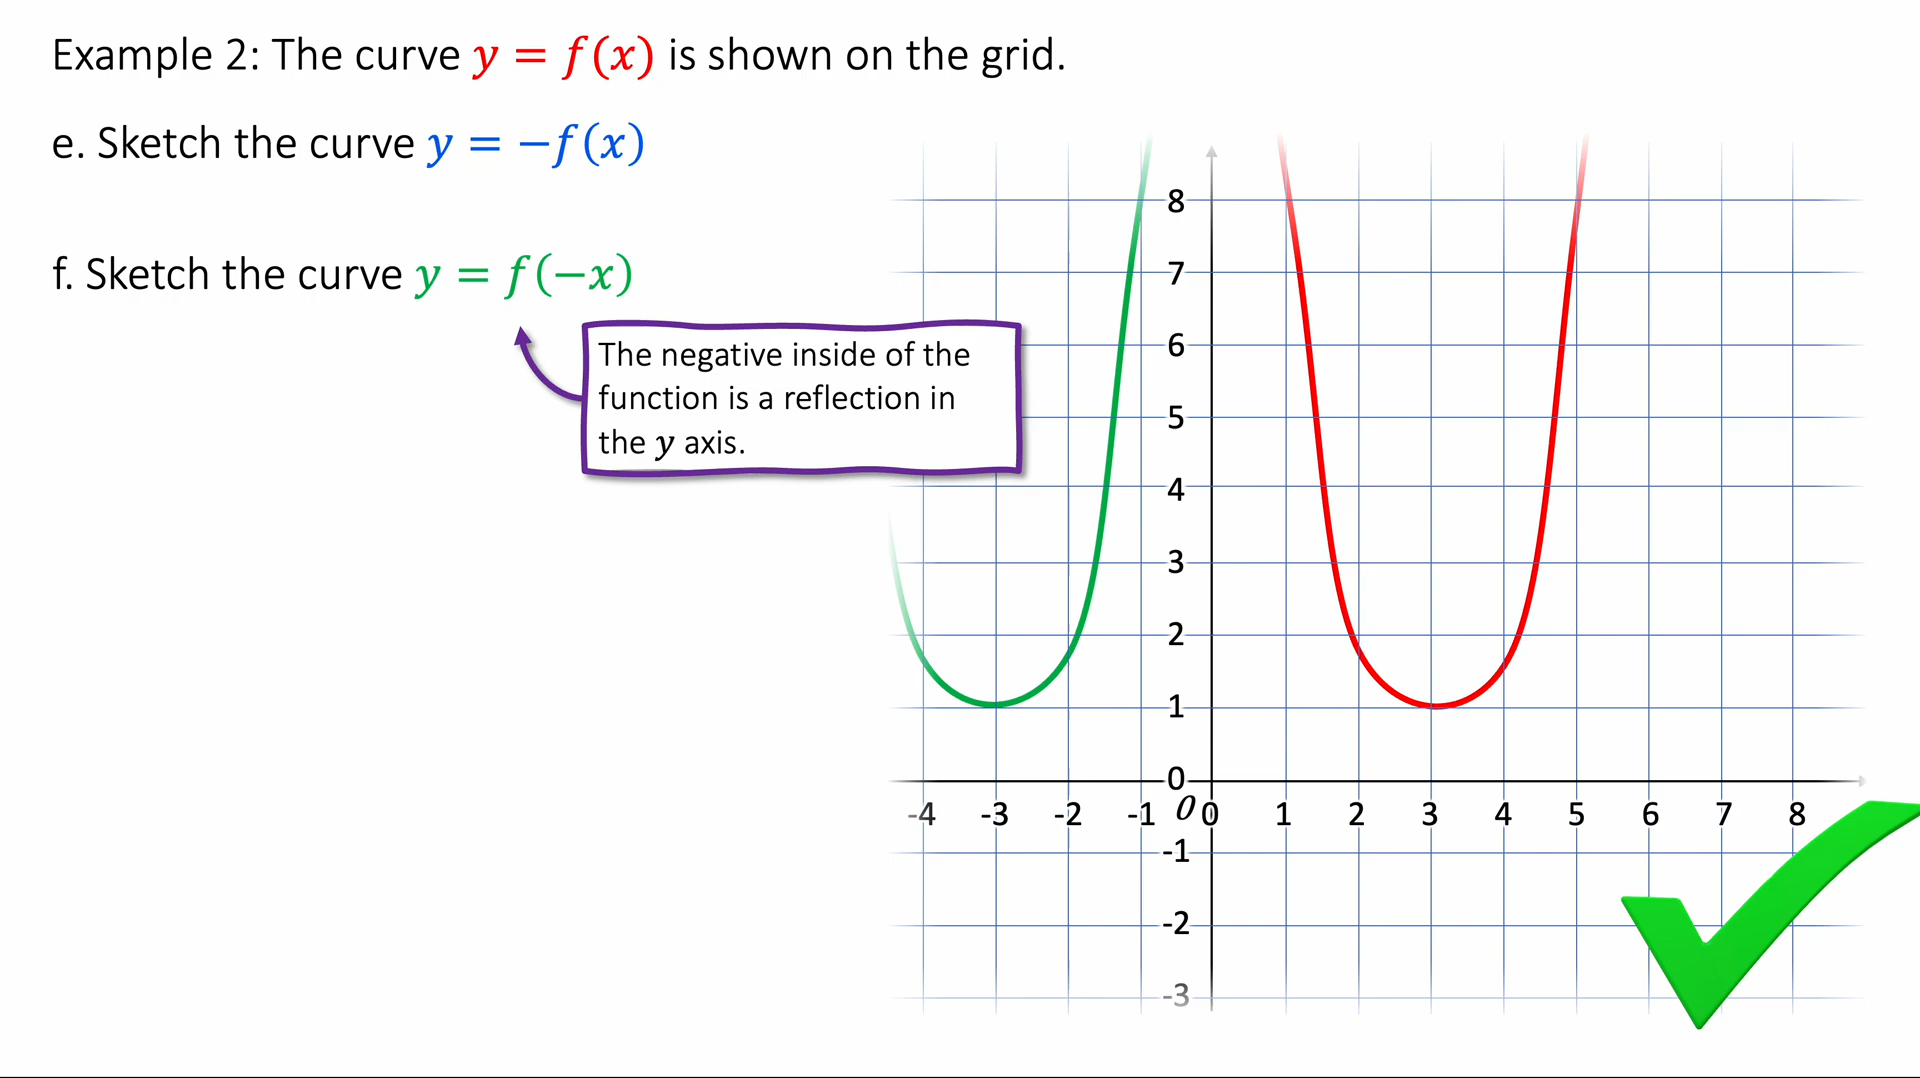 Example 2: The curve y = f(x) is shown on the grid.
e. Sketch the curve y = −f(x)
f. Sketch the curve y = f(−x)
The negative inside of the
function is a reflection in
the y axis.
8
7
6
5
4
3
2
1
0
-4 -3 -2 -1 O 0 1 2 3 4 5 6 7 8
-1
-2
-3